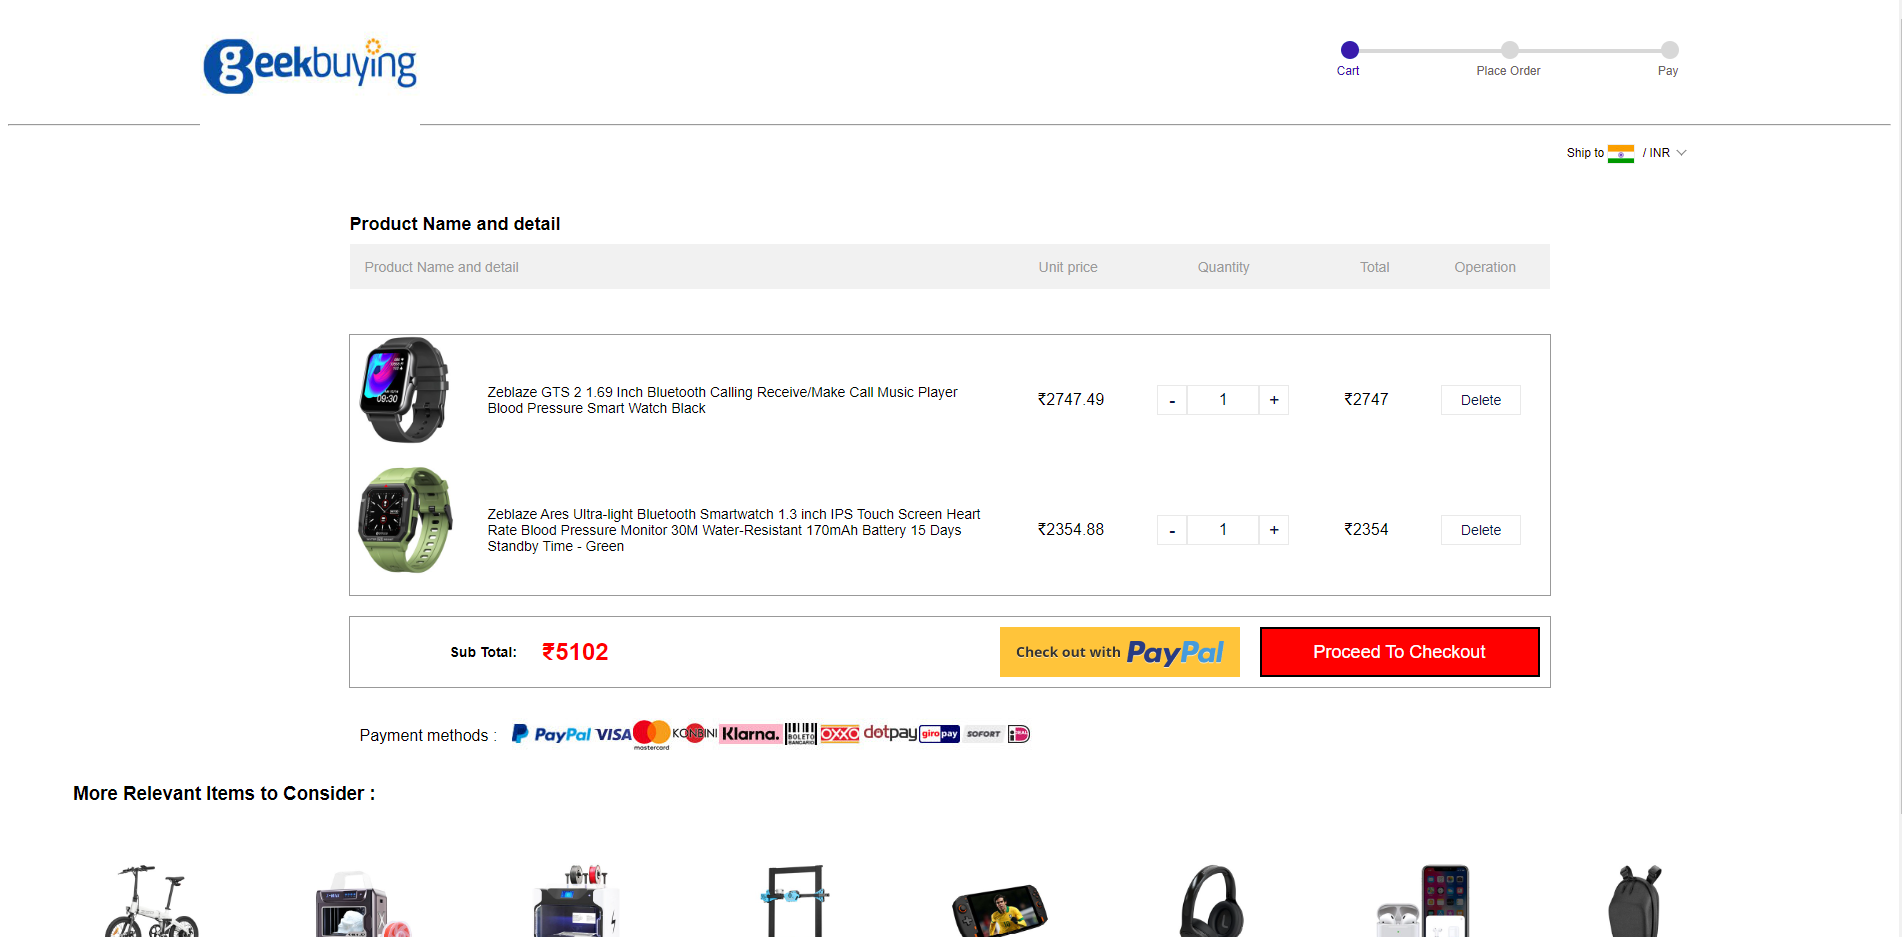 geekbuying
Cart
Place Order
Pay
Ship to / INR
Product Name and detail
Product Name and detail
Unit price
Quantity
Total
Operation
09:30
Zeblaze GTS 2 1.69 Inch Bluetooth Calling Receive/Make Call Music Player
Blood Pressure Smart Watch Black
₹2747.49
- 1 +
₹2747
Delete
Zeblaze Ares Ultra-light Bluetooth Smartwatch 1.3 inch IPS Touch Screen Heart
Rate Blood Pressure Monitor 30M Water-Resistant 170mAh Battery 15 Days
Standby Time - Green
₹2354.88
- 1 +
₹2354
Delete
Sub Total: ₹5102
Check out with PayPal
Proceed To Checkout
Payment methods : PayPal VISA mastercard KONBINI Klarna. BOLETO BANCARIO OXXO dotpay giropay SOFORT iDEAL
More Relevant Items to Consider :